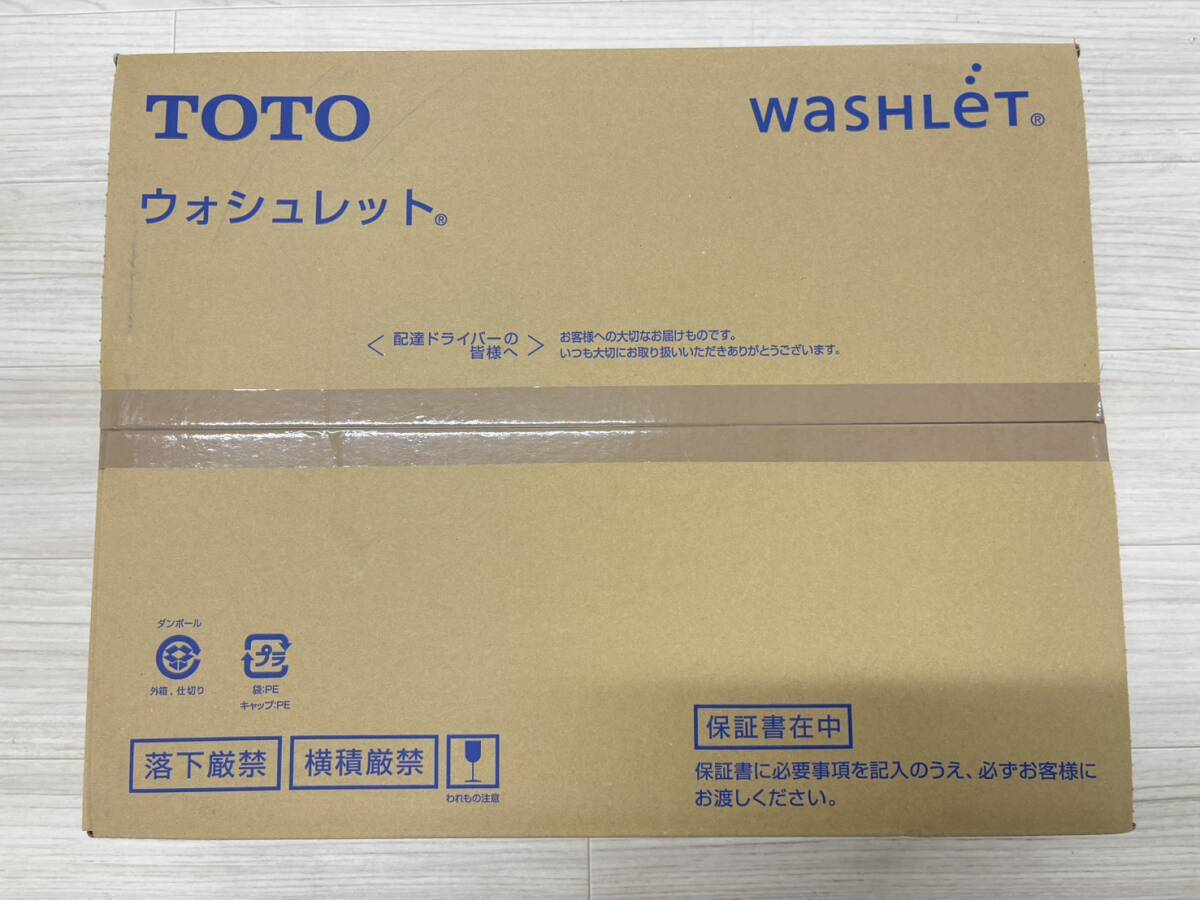 TOTO
WASHLET®
ウォシュレット®
＜配達ドライバーの
皆様へ＞
お客様への大切なお届けものです。
いつも大切にお取り扱いいただきありがとうございます。
ダンボール
外箱、仕切り
プラ
袋:PE
キャップ:PE
落下厳禁
横積厳禁
われもの注意
保証書在中
保証書に必要事項を記入のうえ、必ずお客様に
お渡しください。